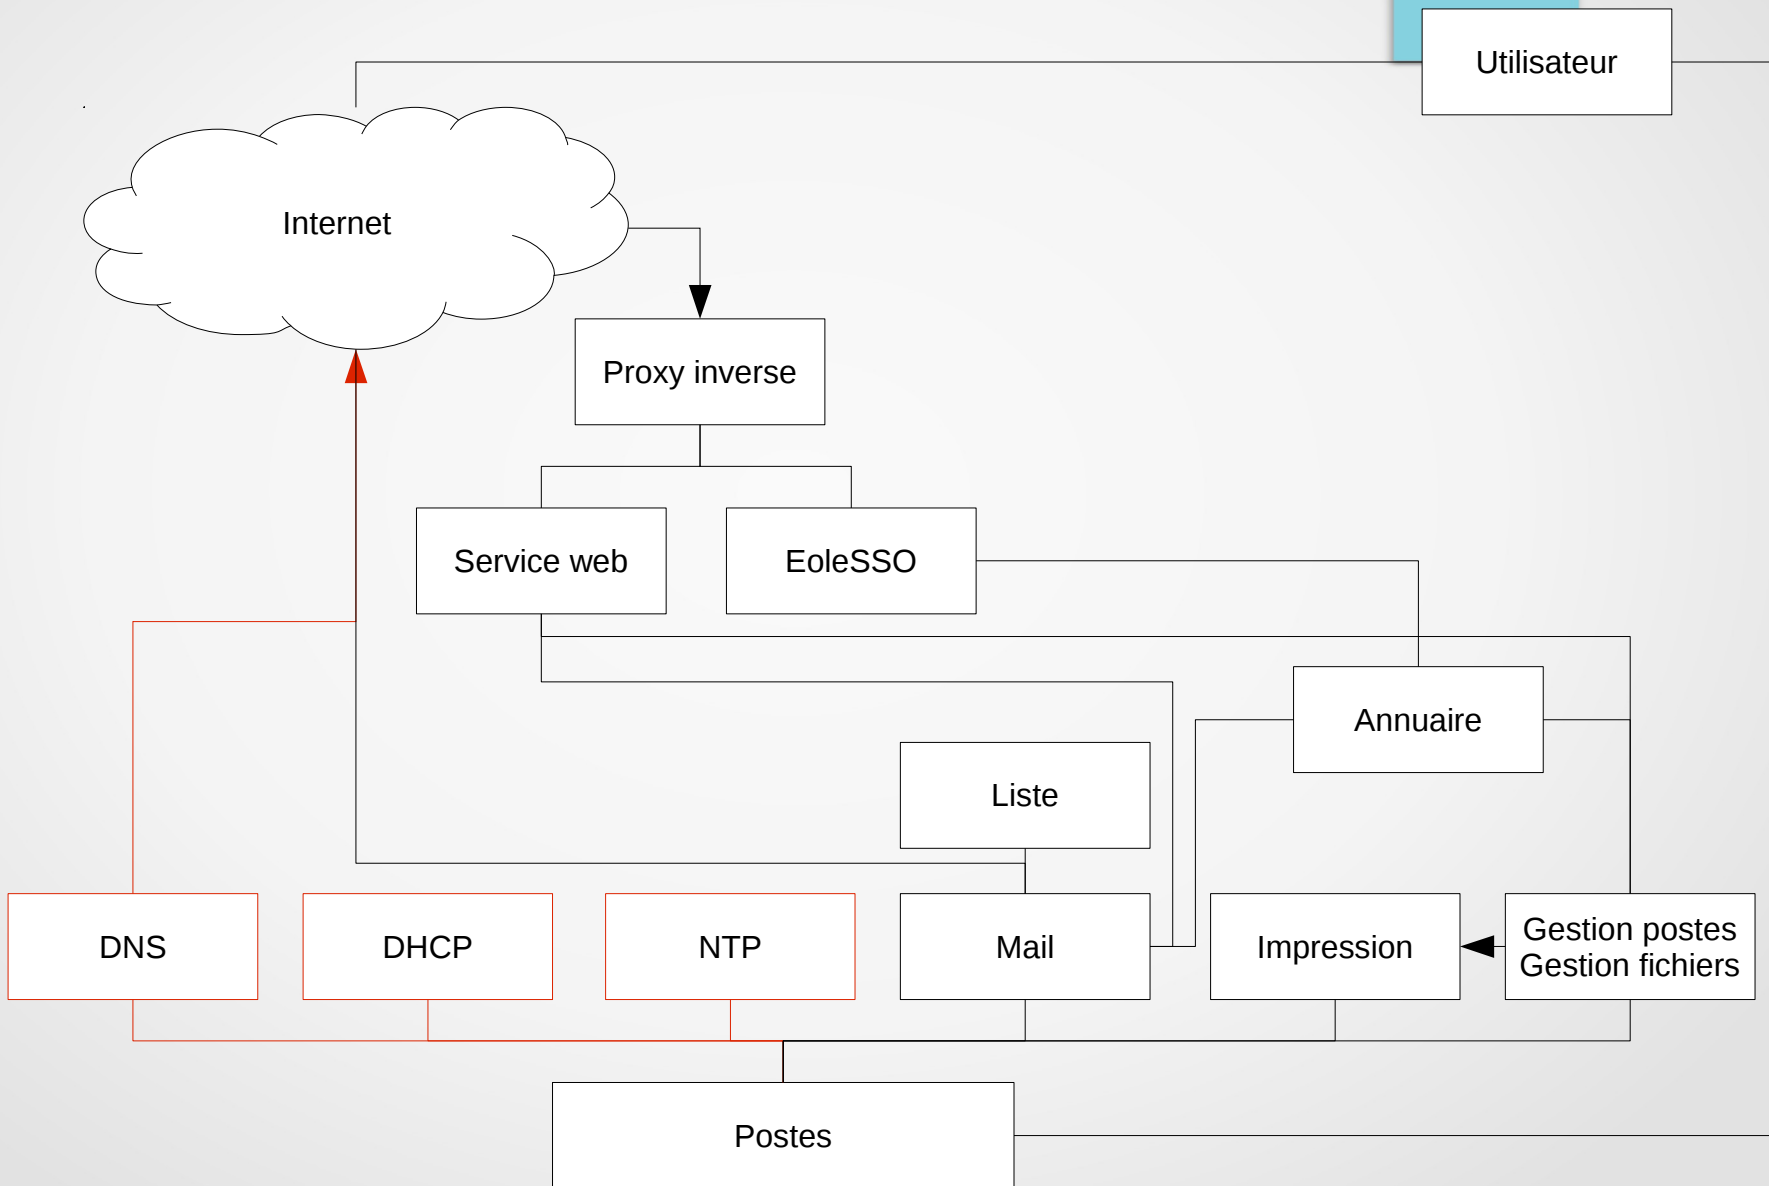 Utilisateur
Internet
Proxy inverse
Service web
EoleSSO
Annuaire
Liste
DNS
DHCP
NTP
Mail
Impression
Gestion postes
Gestion fichiers
Postes